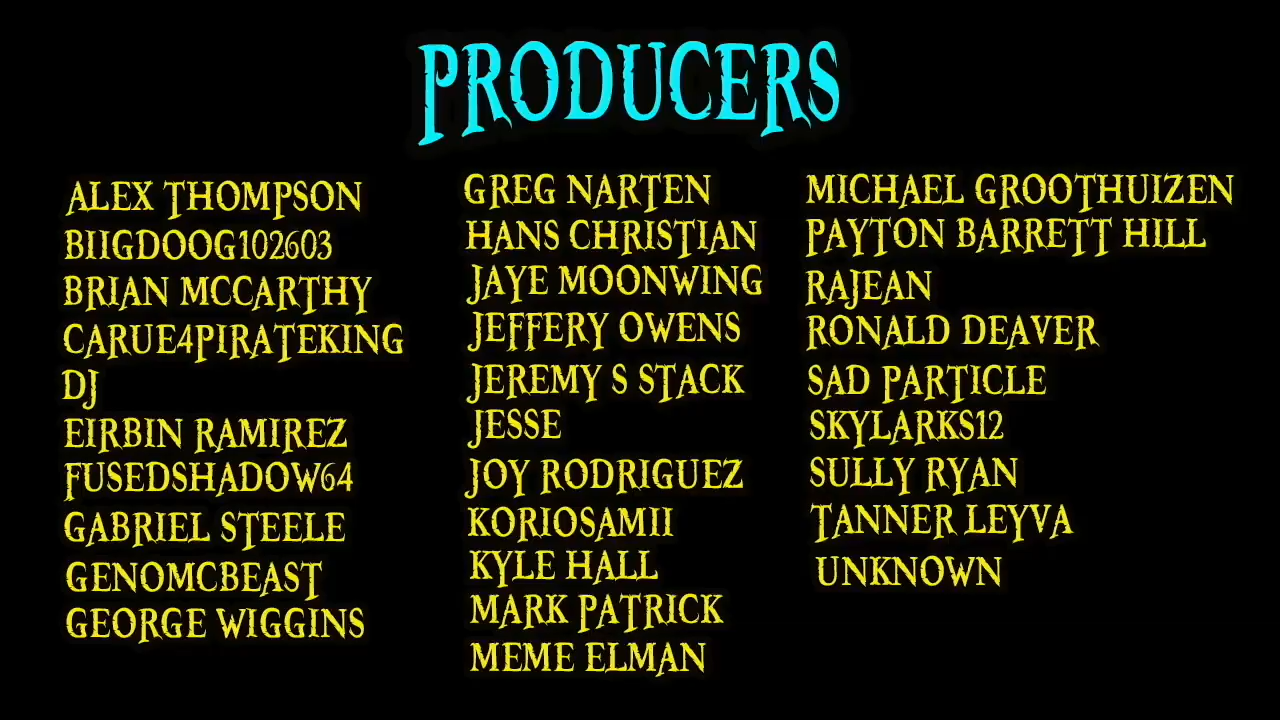 PRODUCERS
ALEX THOMPSON
BIIGDOOG102603
BRIAN MCCARTHY
CARUE4PIRATEKING
DJ
EIRBIN RAMIREZ
FUSEDSHADOW64
GABRIEL STEELE
GENOMCBEAST
GEORGE WIGGINS
GREG NARTEN
HANS CHRISTIAN
JAYE MOONWING
JEFFERY OWENS
JEREMY S STACK
JESSE
JOY RODRIGUEZ
KORIOSAMII
KYLE HALL
MARK PATRICK
MEME ELMAN
MICHAEL GROOTHUIZEN
PAYTON BARRETT HILL
RAJEAN
RONALD DEAVER
SAD PARTICLE
SKYLARKS12
SULLY RYAN
TANNER LEYVA
UNKNOWN